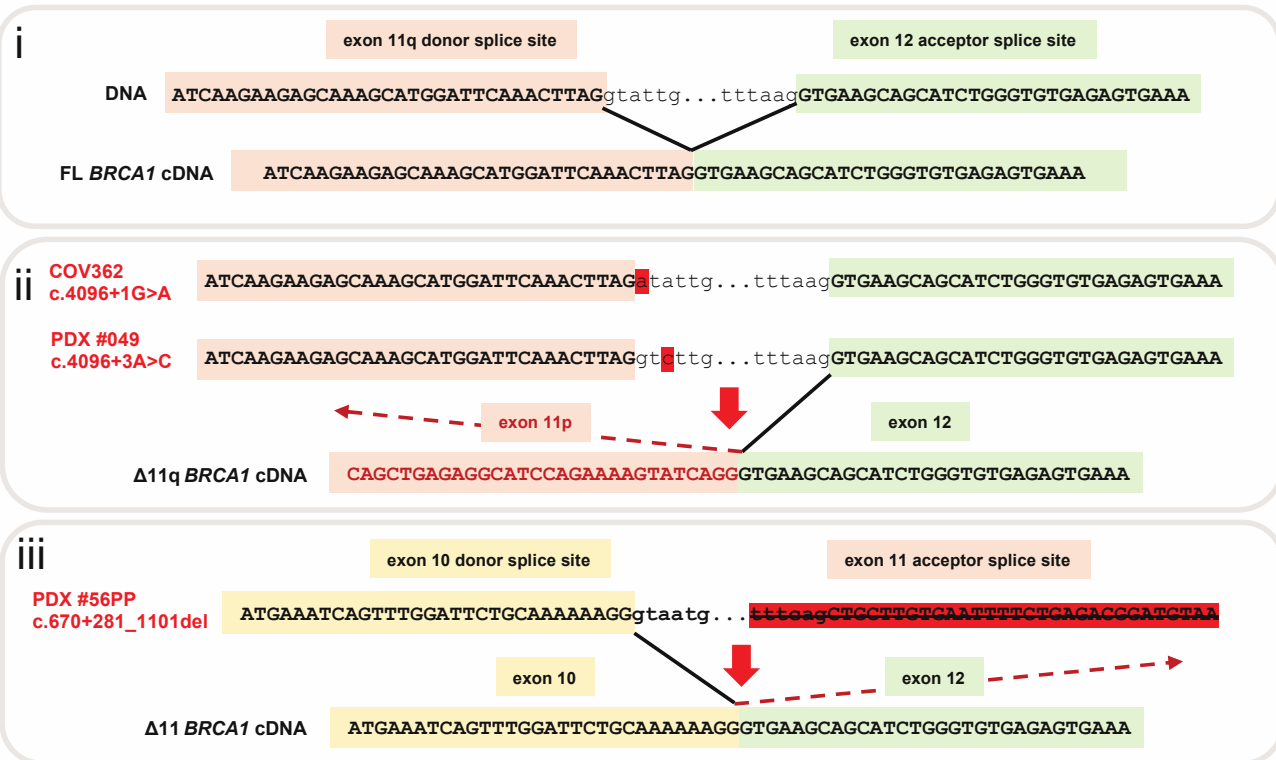 i
exon 11q donor splice site
exon 12 acceptor splice site
DNA
ATCAAGAAGAGCAAAGCATGGATTCAAACTTAGgtattg...tttaagGTGAAGCAGCATCTGGGTGTGAGAGTGAAA
FL BRCA1 cDNA
ATCAAGAAGAGCAAAGCATGGATTCAAACTTAGGTGAAGCAGCATCTGGGTGTGAGAGTGAAA
ii
COV362
c.4096+1G>A
ATCAAGAAGAGCAAAGCATGGATTCAAACTTAGatattg...tttaagGTGAAGCAGCATCTGGGTGTGAGAGTGAAA
PDX #049
c.4096+3A>C
ATCAAGAAGAGCAAAGCATGGATTCAAACTTAGgtcttg...tttaagGTGAAGCAGCATCTGGGTGTGAGAGTGAAA
exon 11p
exon 12
Δ11q BRCA1 cDNA
CAGCTGAGAGGCATCCAGAAAAGTATCAGGGTGAAGCAGCATCTGGGTGTGAGAGTGAAA
iii
exon 10 donor splice site
exon 11 acceptor splice site
PDX #56PP
c.670+281_1101del
ATGAAATCAGTTTGGATTCTGCAAAAAAGGgtaatg...tttcagCTGCTTGTGAATTTTCTGAGACGGATGTAA
exon 10
exon 12
Δ11 BRCA1 cDNA
ATGAAATCAGTTTGGATTCTGCAAAAAAGGGTGAAGCAGCATCTGGGTGTGAGAGTGAAA